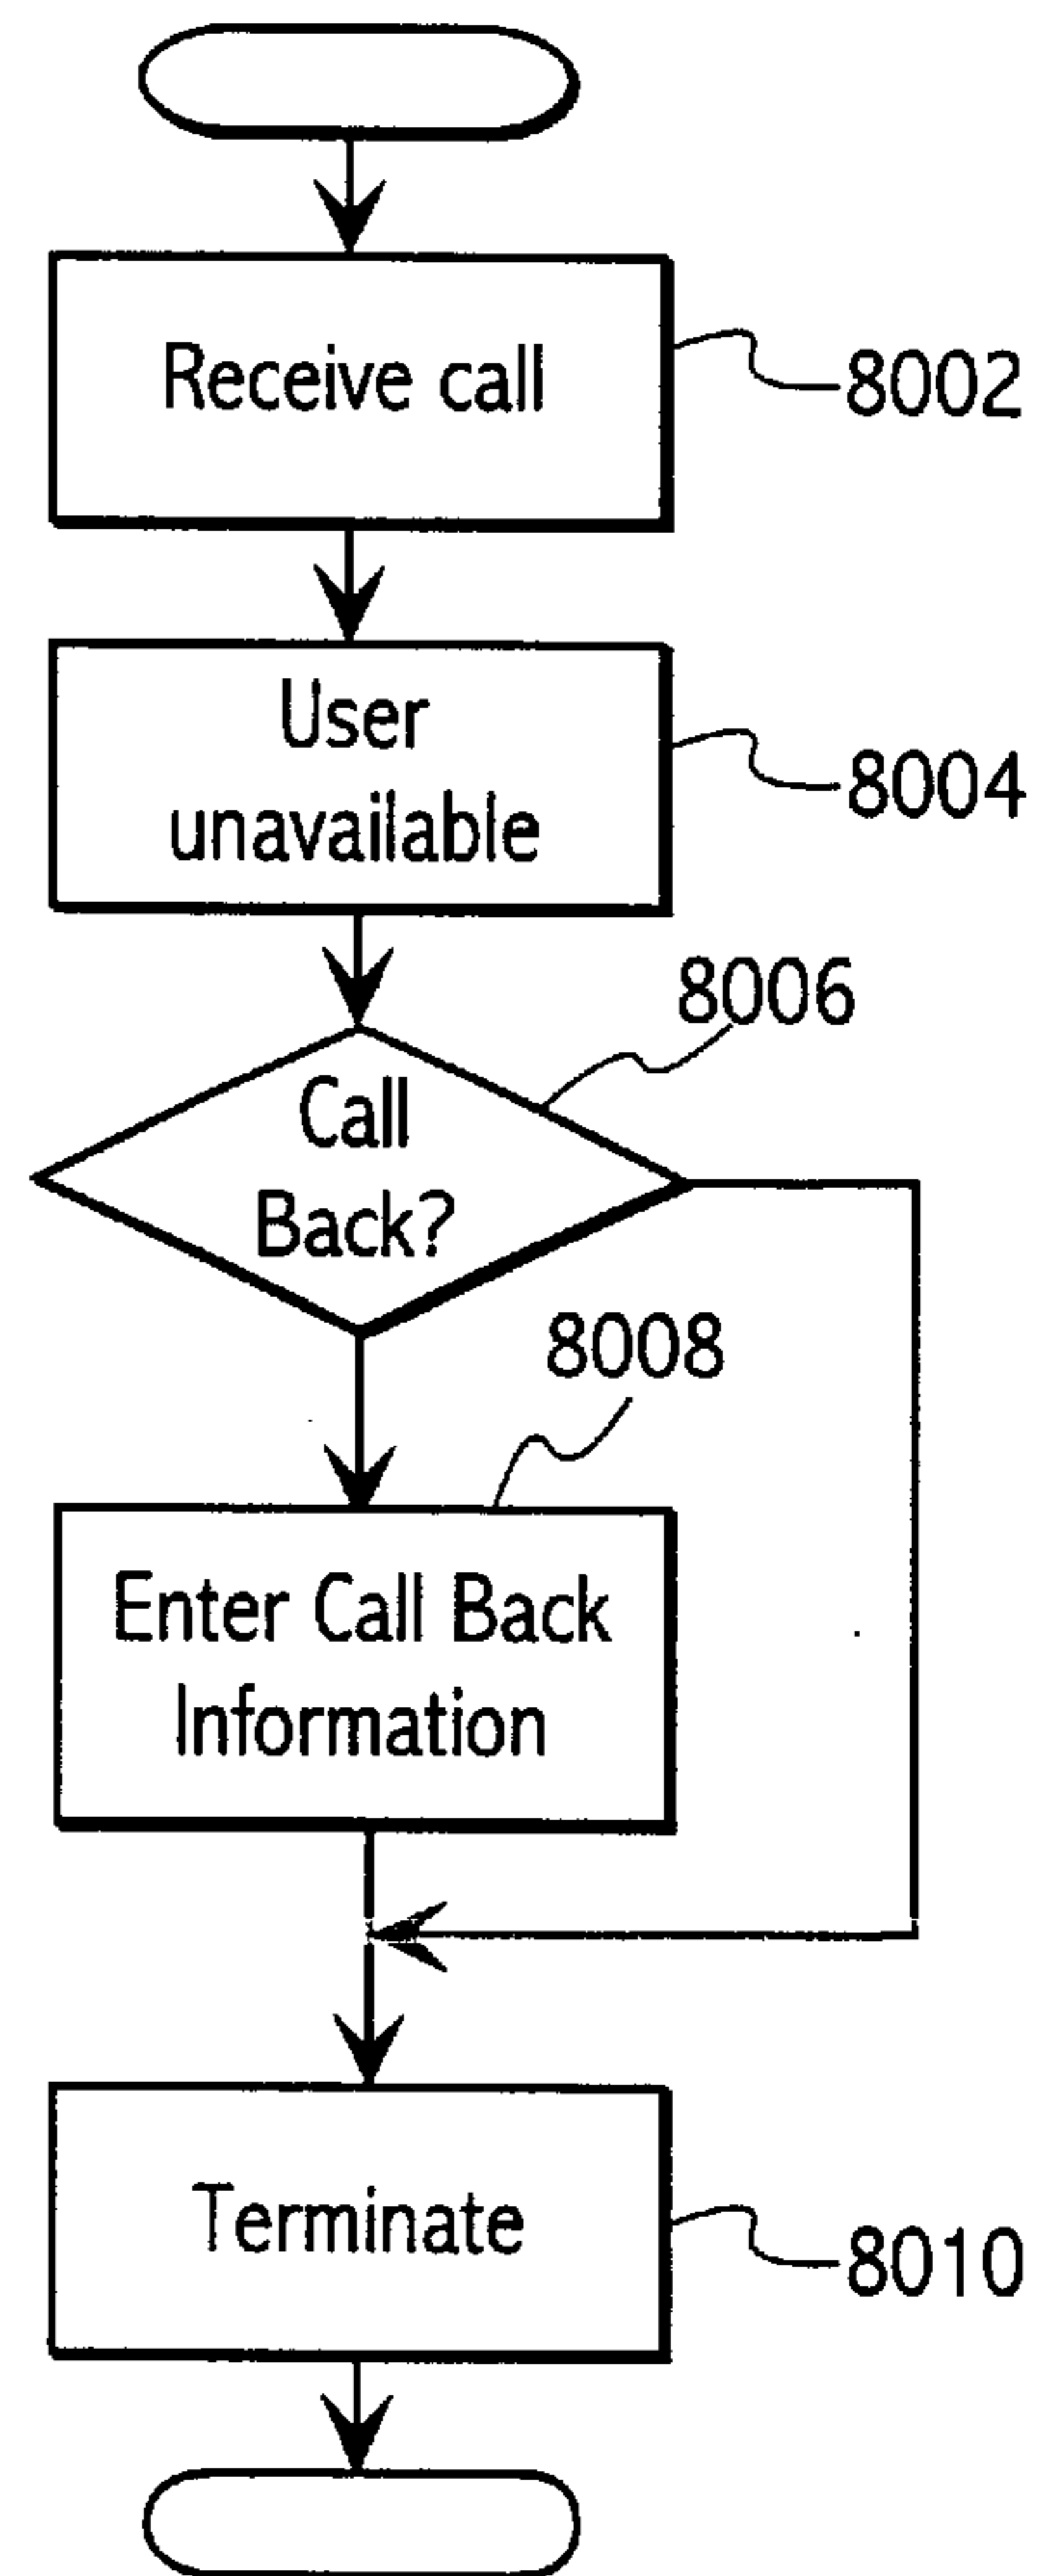 Receive call
8002
User
unavailable
8004
8006
Call
Back?
8008
Enter Call Back
Information
Terminate
8010